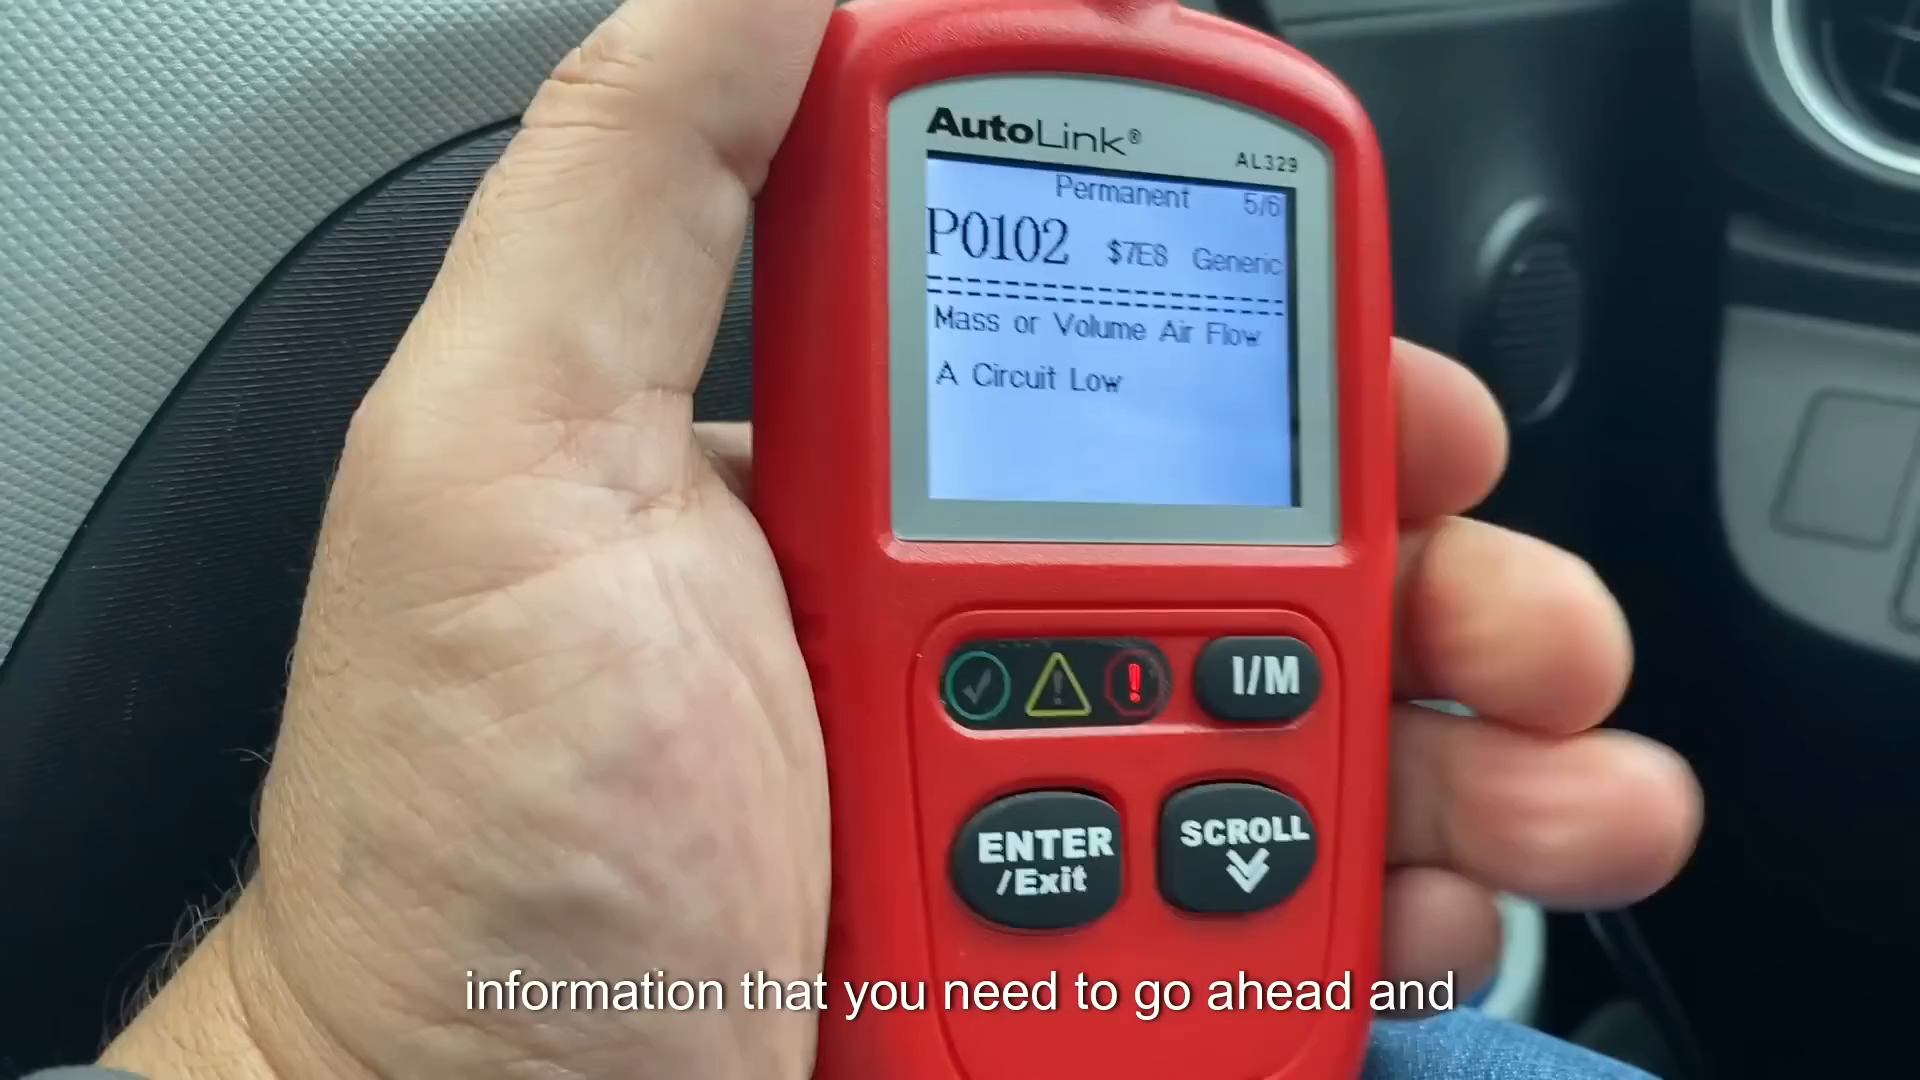 AutoLink®
AL329
Permanent 5/6
P0102 $7E8 Generic
Mass or Volume Air Flow
A Circuit Low
I/M
ENTER
/Exit
SCROLL
information that you need to go ahead and